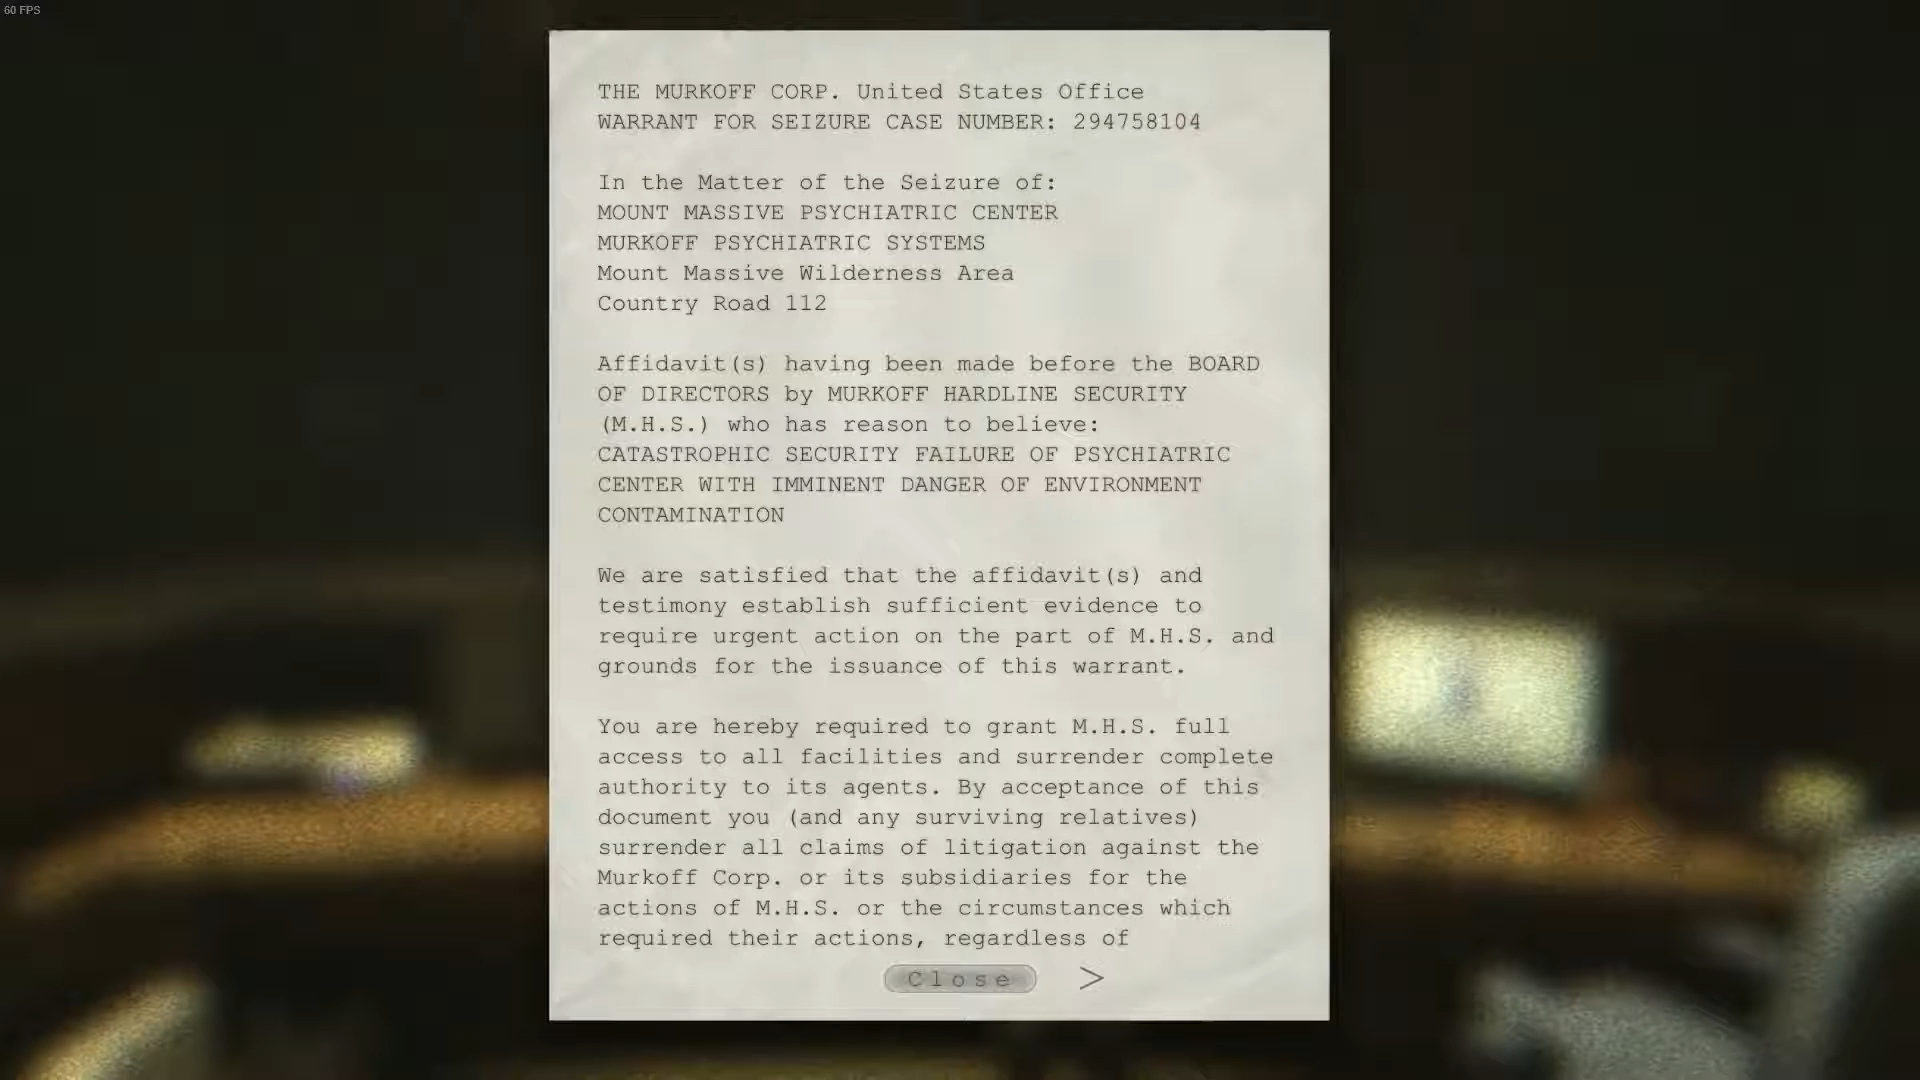 60 FPS
THE MURKOFF CORP. United States Office
WARRANT FOR SEIZURE CASE NUMBER: 294758104
In the Matter of the Seizure of:
MOUNT MASSIVE PSYCHIATRIC CENTER
MURKOFF PSYCHIATRIC SYSTEMS
Mount Massive Wilderness Area
Country Road 112
Affidavit(s) having been made before the BOARD
OF DIRECTORS by MURKOFF HARDLINE SECURITY
(M.H.S.) who has reason to believe:
CATASTROPHIC SECURITY FAILURE OF PSYCHIATRIC
CENTER WITH IMMINENT DANGER OF ENVIRONMENT
CONTAMINATION
We are satisfied that the affidavit(s) and
testimony establish sufficient evidence to
require urgent action on the part of M.H.S. and
grounds for the issuance of this warrant.
You are hereby required to grant M.H.S. full
access to all facilities and surrender complete
authority to its agents. By acceptance of this
document you (and any surviving relatives)
surrender all claims of litigation against the
Murkoff Corp. or its subsidiaries for the
actions of M.H.S. or the circumstances which
required their actions, regardless of
Close >